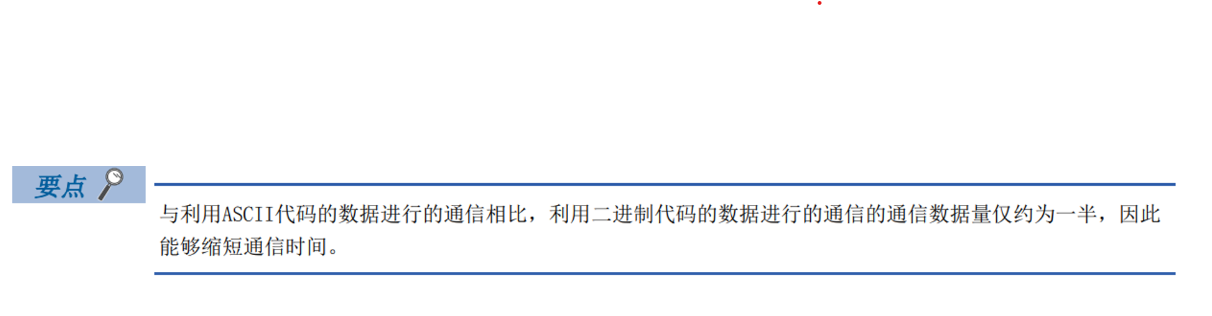 要点
与利用ASCII代码的数据进行的通信相比，利用二进制代码的数据进行的通信的通信数据量仅约为一半，因此
能够缩短通信时间。